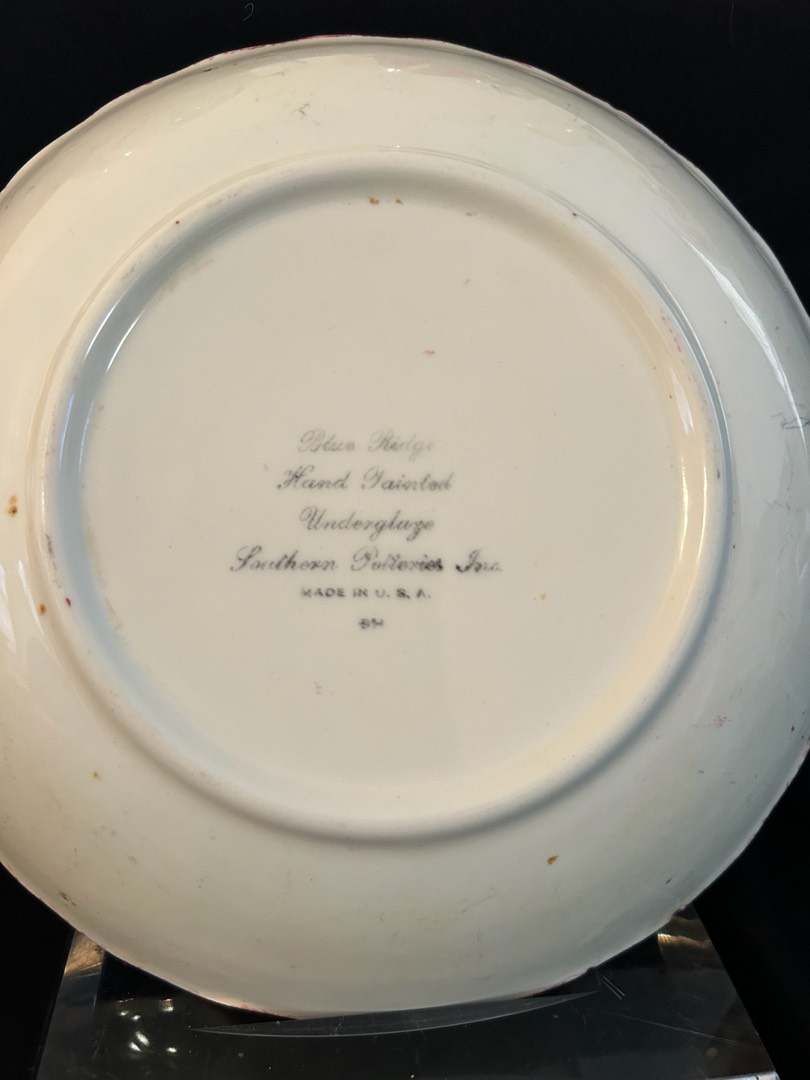 Blue Ridge
Hand Painted
Underglaze
Southern Potteries Inc.
MADE IN U. S. A.